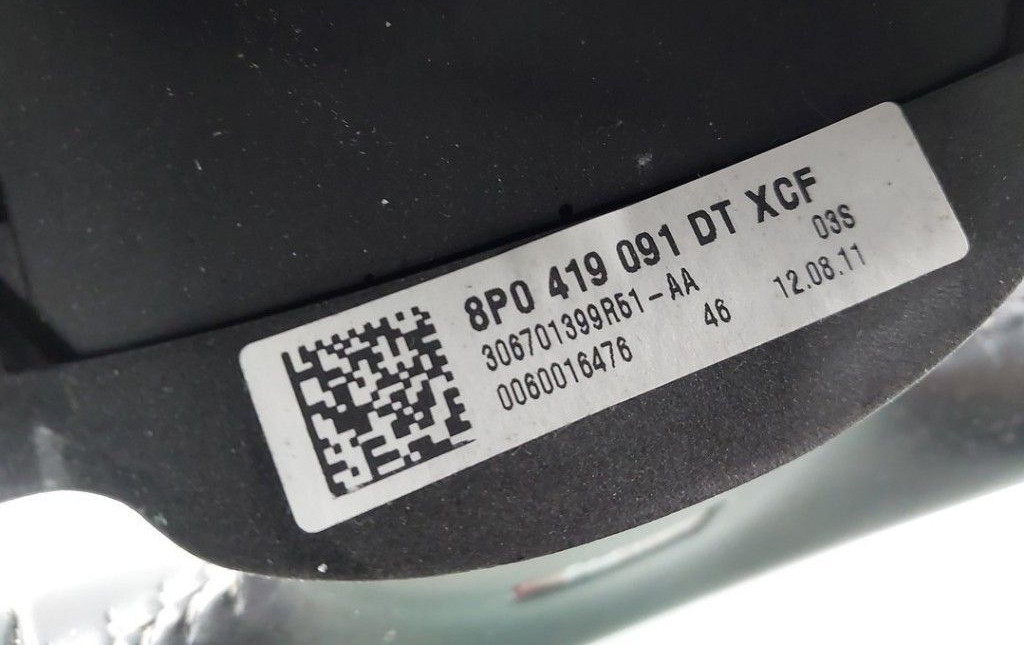 8P0 419 091 DT XCF
306701399R51-AA 03S
0060016476 46 12.08.11